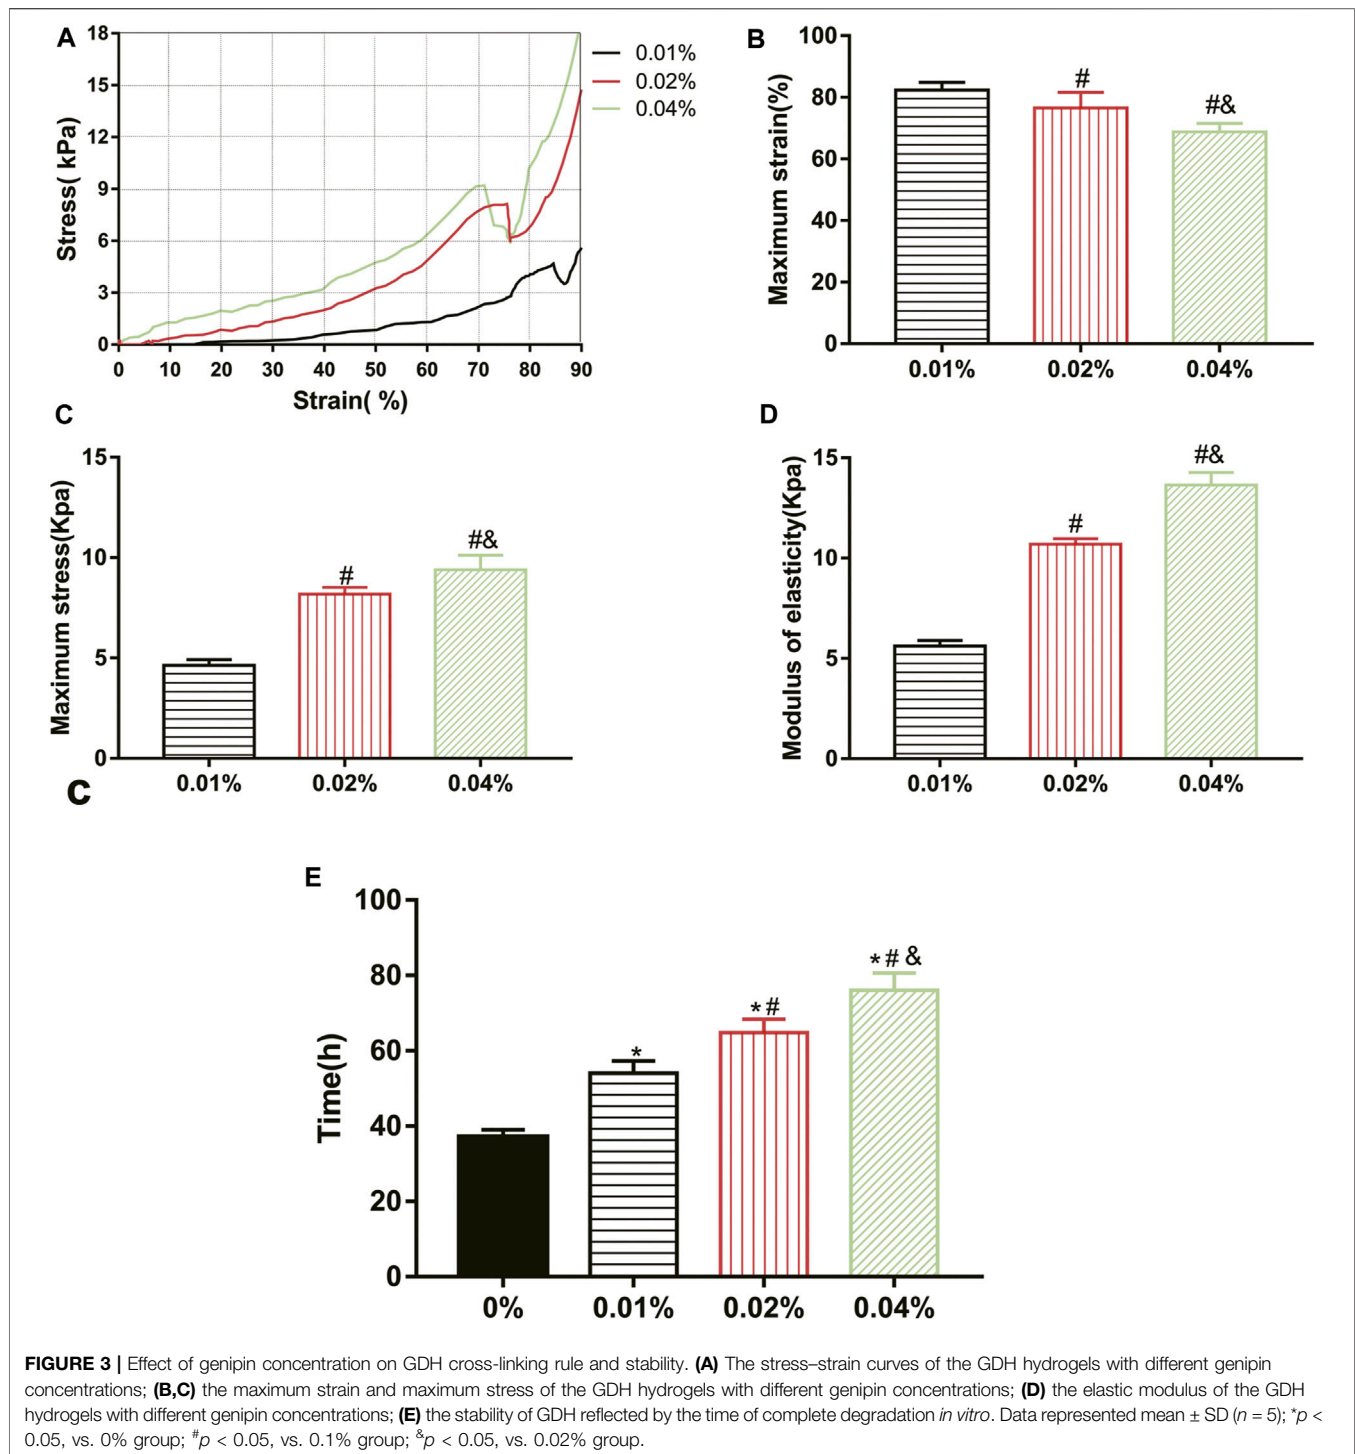 A
18
15
12
9
6
3
0
Stress( kPa)
0 10 20 30 40 50 60 70 80 90
Strain( %)
0.01%
0.02%
0.04%
B
100
80
60
40
20
0
Maximum strain(%)
#
#&
0.01% 0.02% 0.04%
C
15
10
5
0
Maximum stress(Kpa)
#
#&
0.01% 0.02% 0.04%
C
D
15
10
5
0
Modulus of elasticity(Kpa)
#
#&
0.01% 0.02% 0.04%
E
100
80
60
40
20
0
Time(h)
*
*#
*#&
0% 0.01% 0.02% 0.04%
FIGURE 3 | Effect of genipin concentration on GDH cross-linking rule and stability. (A) The stress–strain curves of the GDH hydrogels with different genipin
concentrations; (B,C) the maximum strain and maximum stress of the GDH hydrogels with different genipin concentrations; (D) the elastic modulus of the GDH
hydrogels with different genipin concentrations; (E) the stability of GDH reflected by the time of complete degradation in vitro. Data represented mean ± SD (n = 5); *p <
0.05, vs. 0% group; #p < 0.05, vs. 0.1% group; &p < 0.05, vs. 0.02% group.